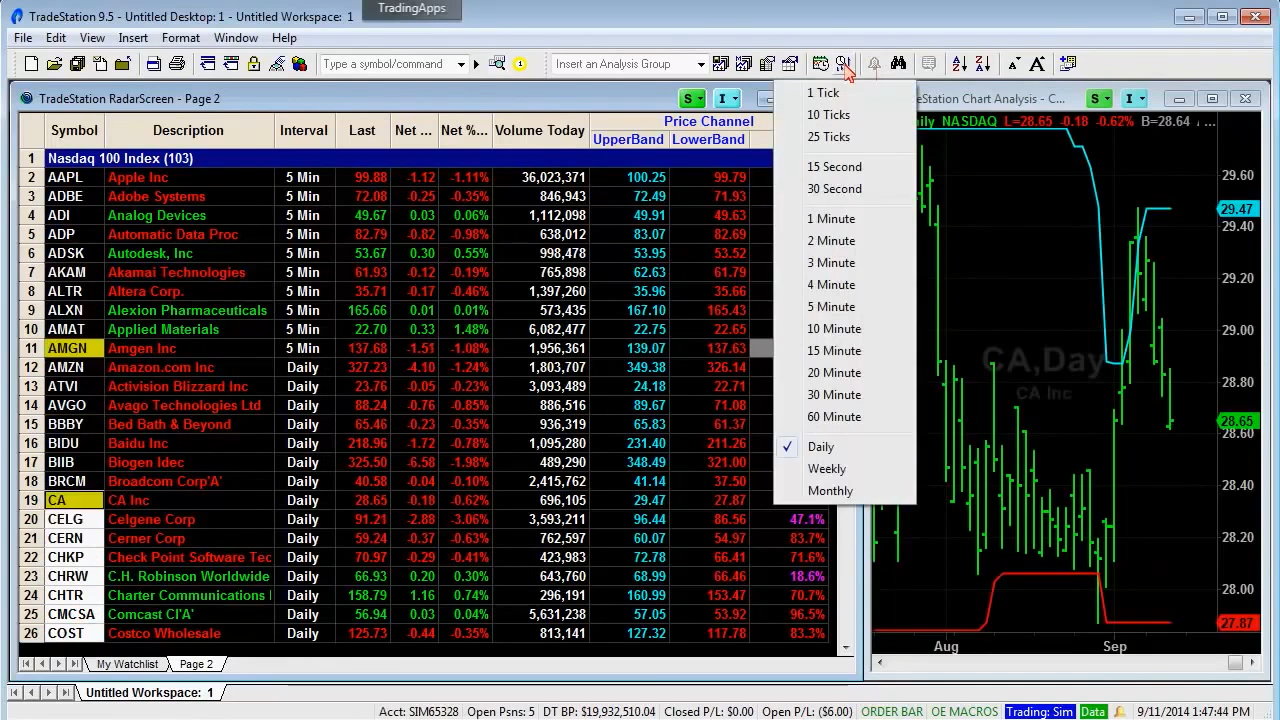 TradeStation 9.5 - Untitled Desktop: 1 - Untitled Workspace: 1
TradingApps
File Edit View Insert Format Window Help
Type a symbol/command
Insert an Analysis Group
TradeStation RadarScreen - Page 2
S I
eStation Chart Analysis - C...
S I
Symbol Description Interval Last Net ... Net %... Volume Today Price Channel
UpperBand LowerBand
1 Nasdaq 100 Index (103)
2 AAPL Apple Inc 5 Min 99.88 -1.12 -1.11% 36,023,371 100.25 99.79
3 ADBE Adobe Systems 5 Min 72.08 -0.25 -0.35% 846,943 72.49 71.93
4 ADI Analog Devices 5 Min 49.67 0.03 0.06% 1,112,098 49.91 49.63
5 ADP Automatic Data Proc 5 Min 82.79 -0.82 -0.98% 638,012 83.07 82.69
6 ADSK Autodesk, Inc 5 Min 53.67 0.30 0.55% 998,478 53.95 53.52
7 AKAM Akamai Technologies 5 Min 61.93 -0.12 -0.19% 765,898 62.63 61.79
8 ALTR Altera Corp. 5 Min 35.71 -0.17 -0.46% 1,397,260 35.96 35.66
9 ALXN Alexion Pharmaceuticals 5 Min 165.66 0.01 0.01% 573,435 167.10 165.43
10 AMAT Applied Materials 5 Min 22.70 0.33 1.48% 6,082,477 22.75 22.65
11 AMGN Amgen Inc 5 Min 137.68 -1.51 -1.08% 1,956,361 139.07 137.63
12 AMZN Amazon.com Inc Daily 327.23 -4.10 -1.24% 1,803,707 349.38 326.14
13 ATVI Activision Blizzard Inc Daily 23.76 -0.05 -0.23% 3,093,489 24.18 22.71
14 AVGO Avago Technologies Ltd Daily 88.24 -0.76 -0.85% 886,516 89.67 71.08
15 BBBY Bed Bath & Beyond Daily 65.46 -0.23 -0.35% 936,319 65.83 61.37
16 BIDU Baidu Inc Daily 218.96 -1.72 -0.78% 1,095,280 231.40 211.26
17 BIIB Biogen Idec Daily 325.50 -6.58 -1.98% 489,290 348.49 321.00
18 BRCM Broadcom Corp'A' Daily 40.58 -0.04 -0.10% 2,415,762 41.14 37.50
19 CA CA Inc Daily 28.65 -0.18 -0.62% 696,105 29.47 27.87
20 CELG Celgene Corp Daily 91.21 -2.88 -3.06% 3,593,211 96.44 86.56 47.1%
21 CERN Cerner Corp Daily 59.24 -0.37 -0.63% 762,597 60.07 54.97 83.7%
22 CHKP Check Point Software Tec Daily 70.97 -0.29 -0.41% 423,983 72.78 66.41 71.6%
23 CHRW C.H. Robinson Worldwide Daily 66.93 0.20 0.30% 643,760 68.99 66.46 18.6%
24 CHTR Charter Communications I Daily 158.79 1.16 0.74% 296,191 160.99 153.47 70.7%
25 CMCSA Comcast Cl'A' Daily 56.94 0.03 0.04% 5,631,238 57.05 53.92 96.5%
26 COST Costco Wholesale Daily 125.73 -0.44 -0.35% 813,141 127.32 117.78 83.3%
1 Tick
10 Ticks
25 Ticks
15 Second
30 Second
1 Minute
2 Minute
3 Minute
4 Minute
5 Minute
10 Minute
15 Minute
20 Minute
30 Minute
60 Minute
Daily
Weekly
Monthly
ily NASDAQ L=28.65 -0.18 -0.62% B=28.64 ...
CA,Day
CA Inc
29.60
29.47
29.20
29.00
28.80
28.65
28.60
28.40
28.20
28.00
27.87
Aug Sep
My Watchlist Page 2
Untitled Workspace: 1
Acct: SIM65328 Open Psns: 5 DT BP: $19,932,510.04 Closed P/L: $0.00 Open P/L: ($6.00) ORDER BAR OE MACROS Trading: Sim Data 9/11/2014 1:47:44 PM